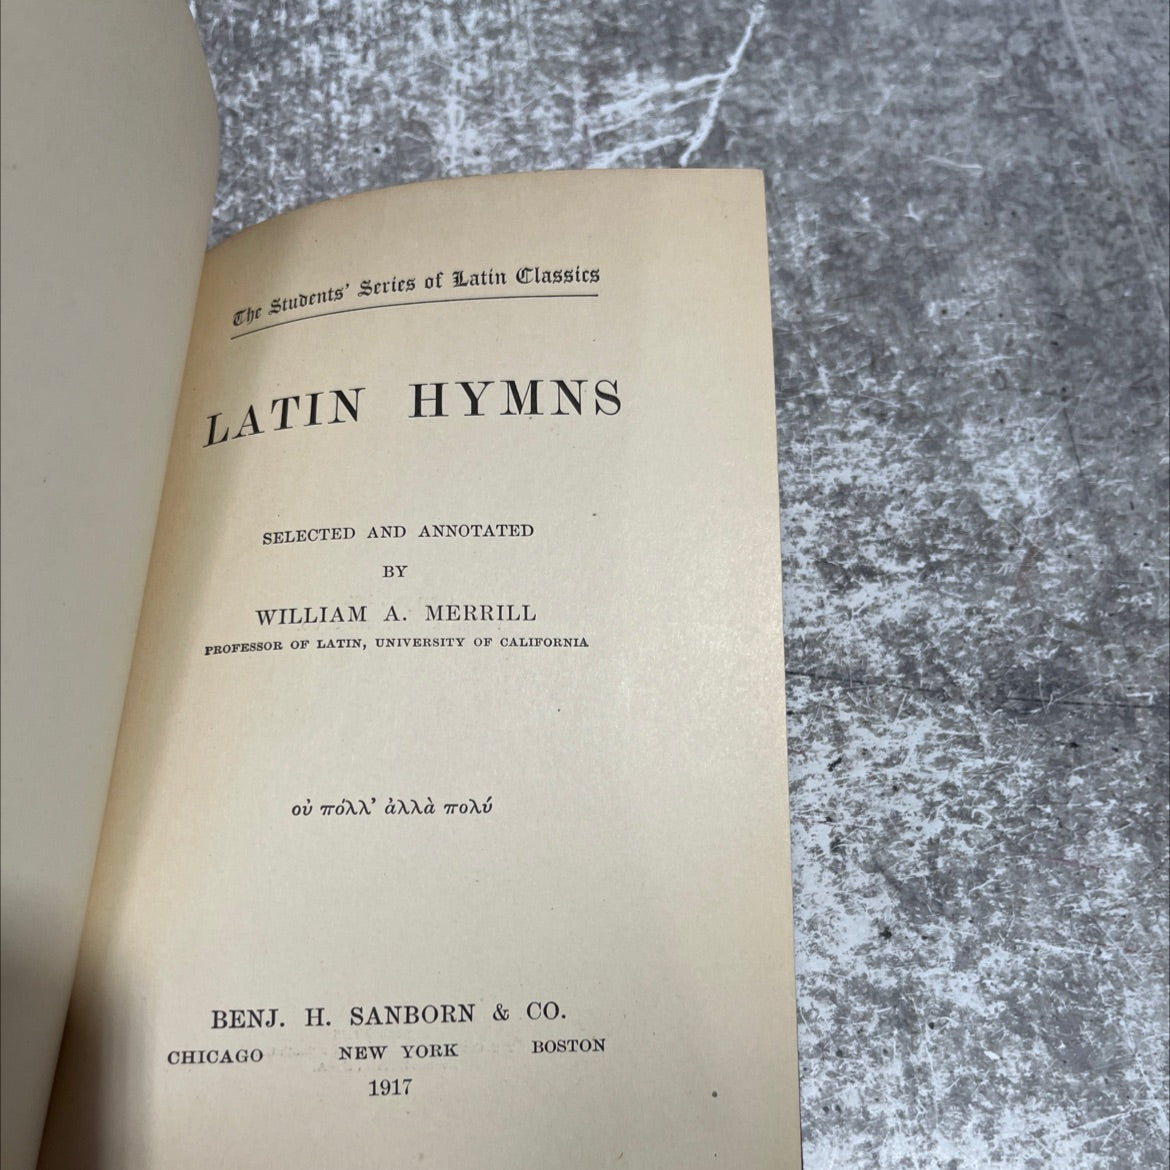 The Students' Series of Latin Classics
LATIN HYMNS
SELECTED AND ANNOTATED
BY
WILLIAM A. MERRILL
PROFESSOR OF LATIN, UNIVERSITY OF CALIFORNIA
οὐ πόλλ' ἀλλὰ πολύ
BENJ. H. SANBORN & CO.
CHICAGO NEW YORK BOSTON
1917